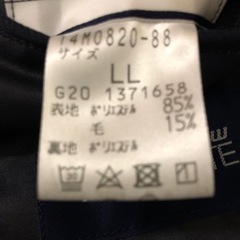 14M0820-88
サイズ
LL
G20 1371658
表地 ポリエステル 85%
毛 15%
裏地 ポリエステル